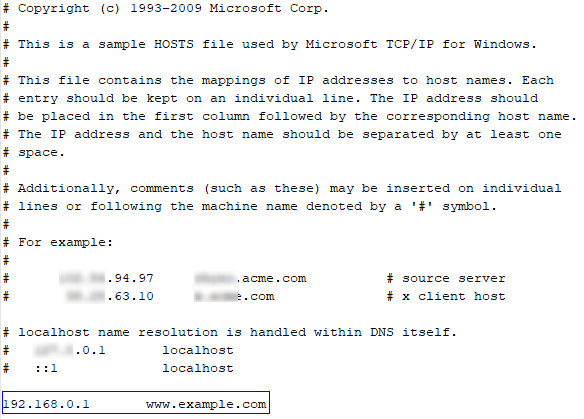 # Copyright (c) 1993-2009 Microsoft Corp.
#
# This is a sample HOSTS file used by Microsoft TCP/IP for Windows.
#
# This file contains the mappings of IP addresses to host names. Each
# entry should be kept on an individual line. The IP address should
# be placed in the first column followed by the corresponding host name.
# The IP address and the host name should be separated by at least one
# space.
#
# Additionally, comments (such as these) may be inserted on individual
# lines or following the machine name denoted by a '#' symbol.
#
# For example:
#
# .94.97 .acme.com # source server
# .63.10 .com # x client host

# localhost name resolution is handled within DNS itself.
# .0.1 localhost
# ::1 localhost

192.168.0.1 www.example.com